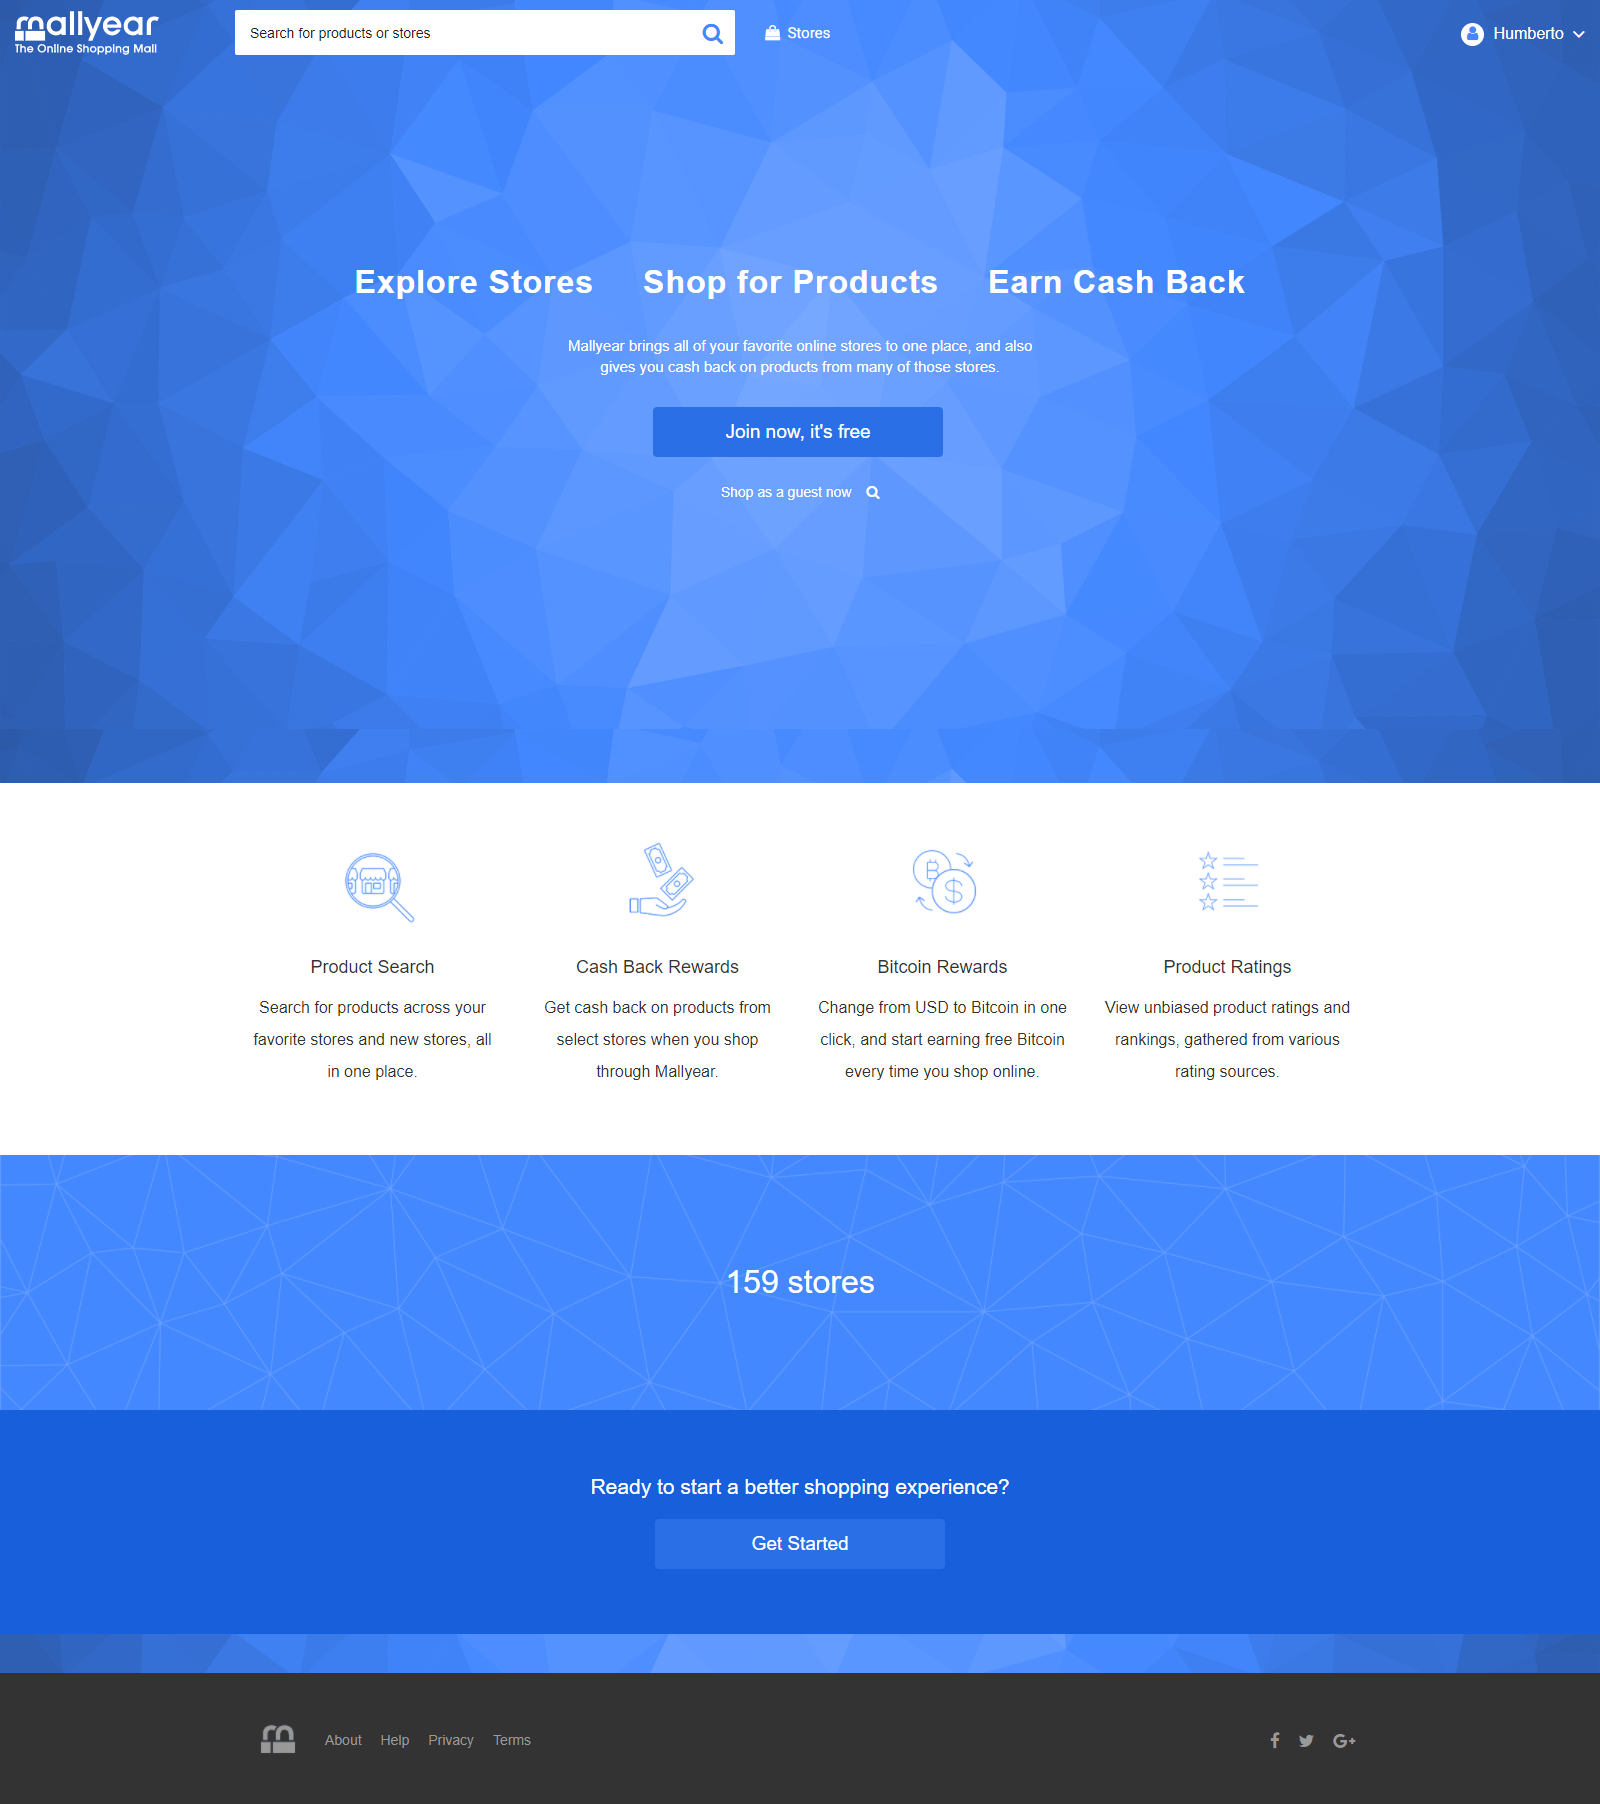 mallyear
The Online Shopping Mall
Search for products or stores
Stores
Humberto
Explore Stores
Shop for Products
Earn Cash Back
Mallyear brings all of your favorite online stores to one place, and also
gives you cash back on products from many of those stores.
Join now, it's free
Shop as a guest now
Product Search
Search for products across your
favorite stores and new stores, all
in one place.
Cash Back Rewards
Get cash back on products from
select stores when you shop
through Mallyear.
Bitcoin Rewards
Change from USD to Bitcoin in one
click, and start earning free Bitcoin
every time you shop online.
Product Ratings
View unbiased product ratings and
rankings, gathered from various
rating sources.
159 stores
Ready to start a better shopping experience?
Get Started
About
Help
Privacy
Terms